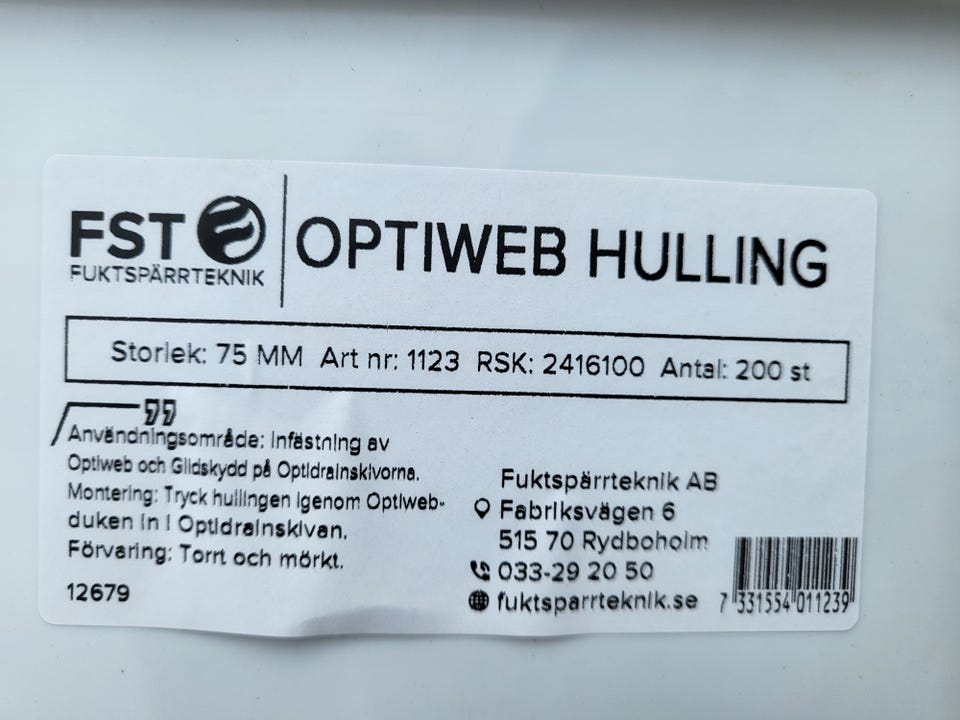 FST
FUKTSPÄRRTEKNIK
OPTIWEB HULLING
Storlek: 75 MM Art nr: 1123 RSK: 2416100 Antal: 200 st
Användningsområde: Infästning av
Optiweb och Glidskydd på Optidrainskivorna.
Montering: Tryck hullingen igenom Optiweb-
duken in i Optidrainskivan.
Förvaring: Torrt och mörkt.
12679
Fuktspärrteknik AB
Fabriksvägen 6
515 70 Rydboholm
033-29 20 50
fuktsparrteknik.se
7 331554 011239